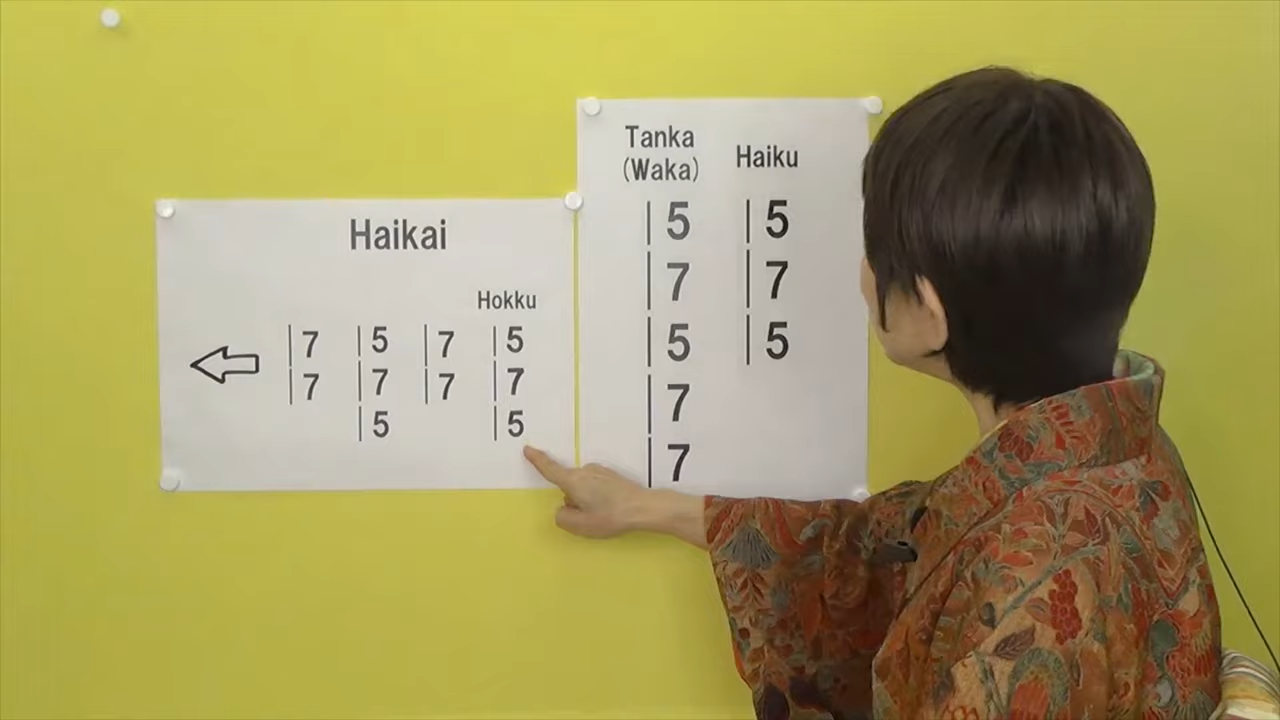 Haikai
Hokku
7 5 7 5
7 7 7 7
5 5
Tanka
(Waka)
Haiku
5 5
7 7
5 5
7
7